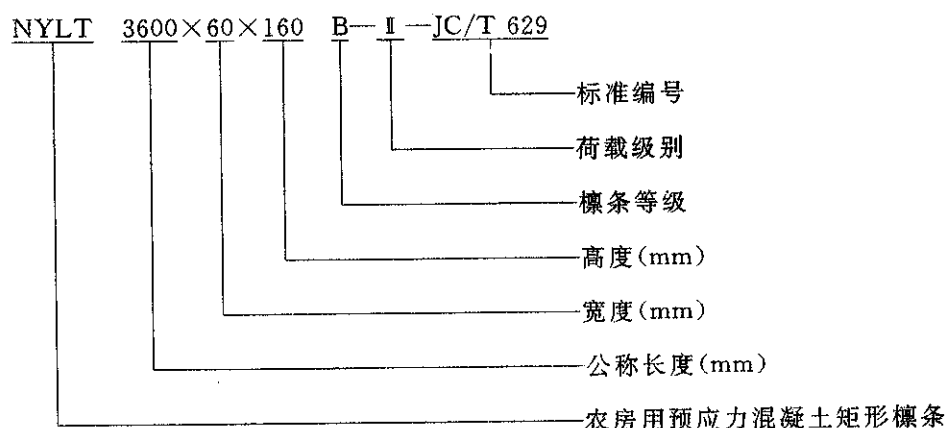 NYLT 3600×60×160 B—Ⅱ—JC/T 629
标准编号
荷载级别
檩条等级
高度(mm)
宽度(mm)
公称长度(mm)
农房用预应力混凝土矩形檩条